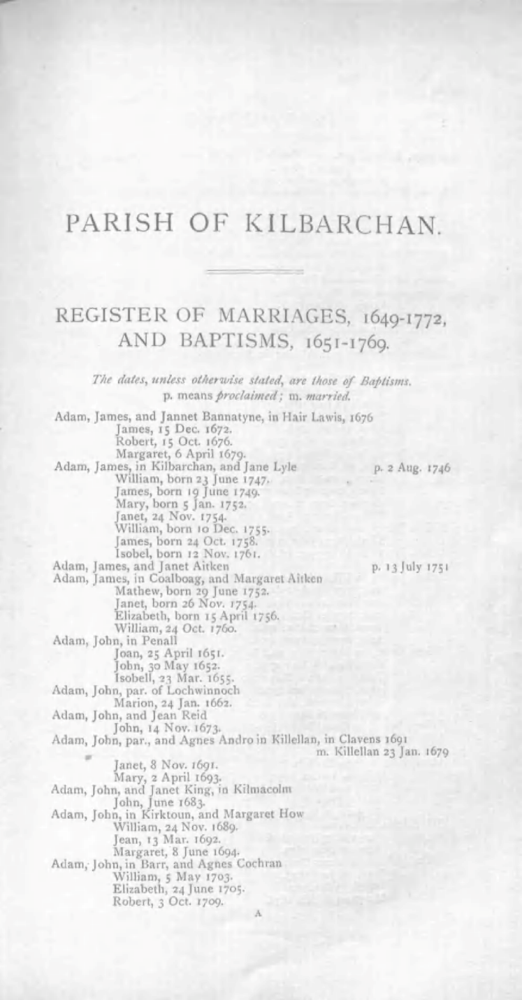 PARISH OF KILBARCHAN.
REGISTER OF MARRIAGES, 1649-1772,
AND BAPTISMS, 1651-1769.
The dates, unless otherwise stated, are those of Baptisms.
p. means proclaimed; m. married.
Adam, James, and Jannet Bannatyne, in Hair Lawis, 1676
James, 15 Dec. 1672.
Robert, 15 Oct. 1676.
Margaret, 6 April 1679.
Adam, James, in Kilbarchan, and Jane Lyle p. 2 Aug. 1746
William, born 23 June 1747.
James, born 19 June 1749.
Mary, born 5 Jan. 1752.
Janet, 24 Nov. 1754.
William, born 10 Dec. 1755.
James, born 24 Oct. 1758.
Isobel, born 12 Nov. 1761.
Adam, James, and Janet Aitken p. 13 July 1751
Adam, James, in Coalboag, and Margaret Aitken
Mathew, born 29 June 1752.
Janet, born 26 Nov. 1754.
Elizabeth, born 15 April 1756.
William, 24 Oct. 1760.
Adam, John, in Penall
Joan, 25 April 1651.
John, 30 May 1652.
Isobell, 23 Mar. 1655.
Adam, John, par. of Lochwinnoch
Marion, 24 Jan. 1662.
Adam, John, and Jean Reid
John, 14 Nov. 1673.
Adam, John, par., and Agnes Andro in Killellan, in Clavens 1691
m. Killellan 23 Jan. 1679
Janet, 8 Nov. 1691.
Mary, 2 April 1693.
Adam, John, and Janet King, in Kilmacolm
John, June 1683.
Adam, John, in Kirktoun, and Margaret How
William, 24 Nov. 1689.
Jean, 13 Mar. 1692.
Margaret, 8 June 1694.
Adam, John, in Barr, and Agnes Cochran
William, 5 May 1703.
Elizabeth, 24 June 1705.
Robert, 3 Oct. 1709.
A